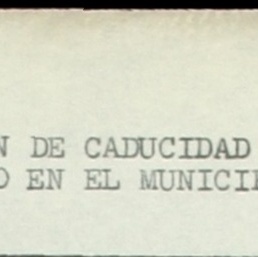 N DE CADUCIDAD
O EN EL MUNICI